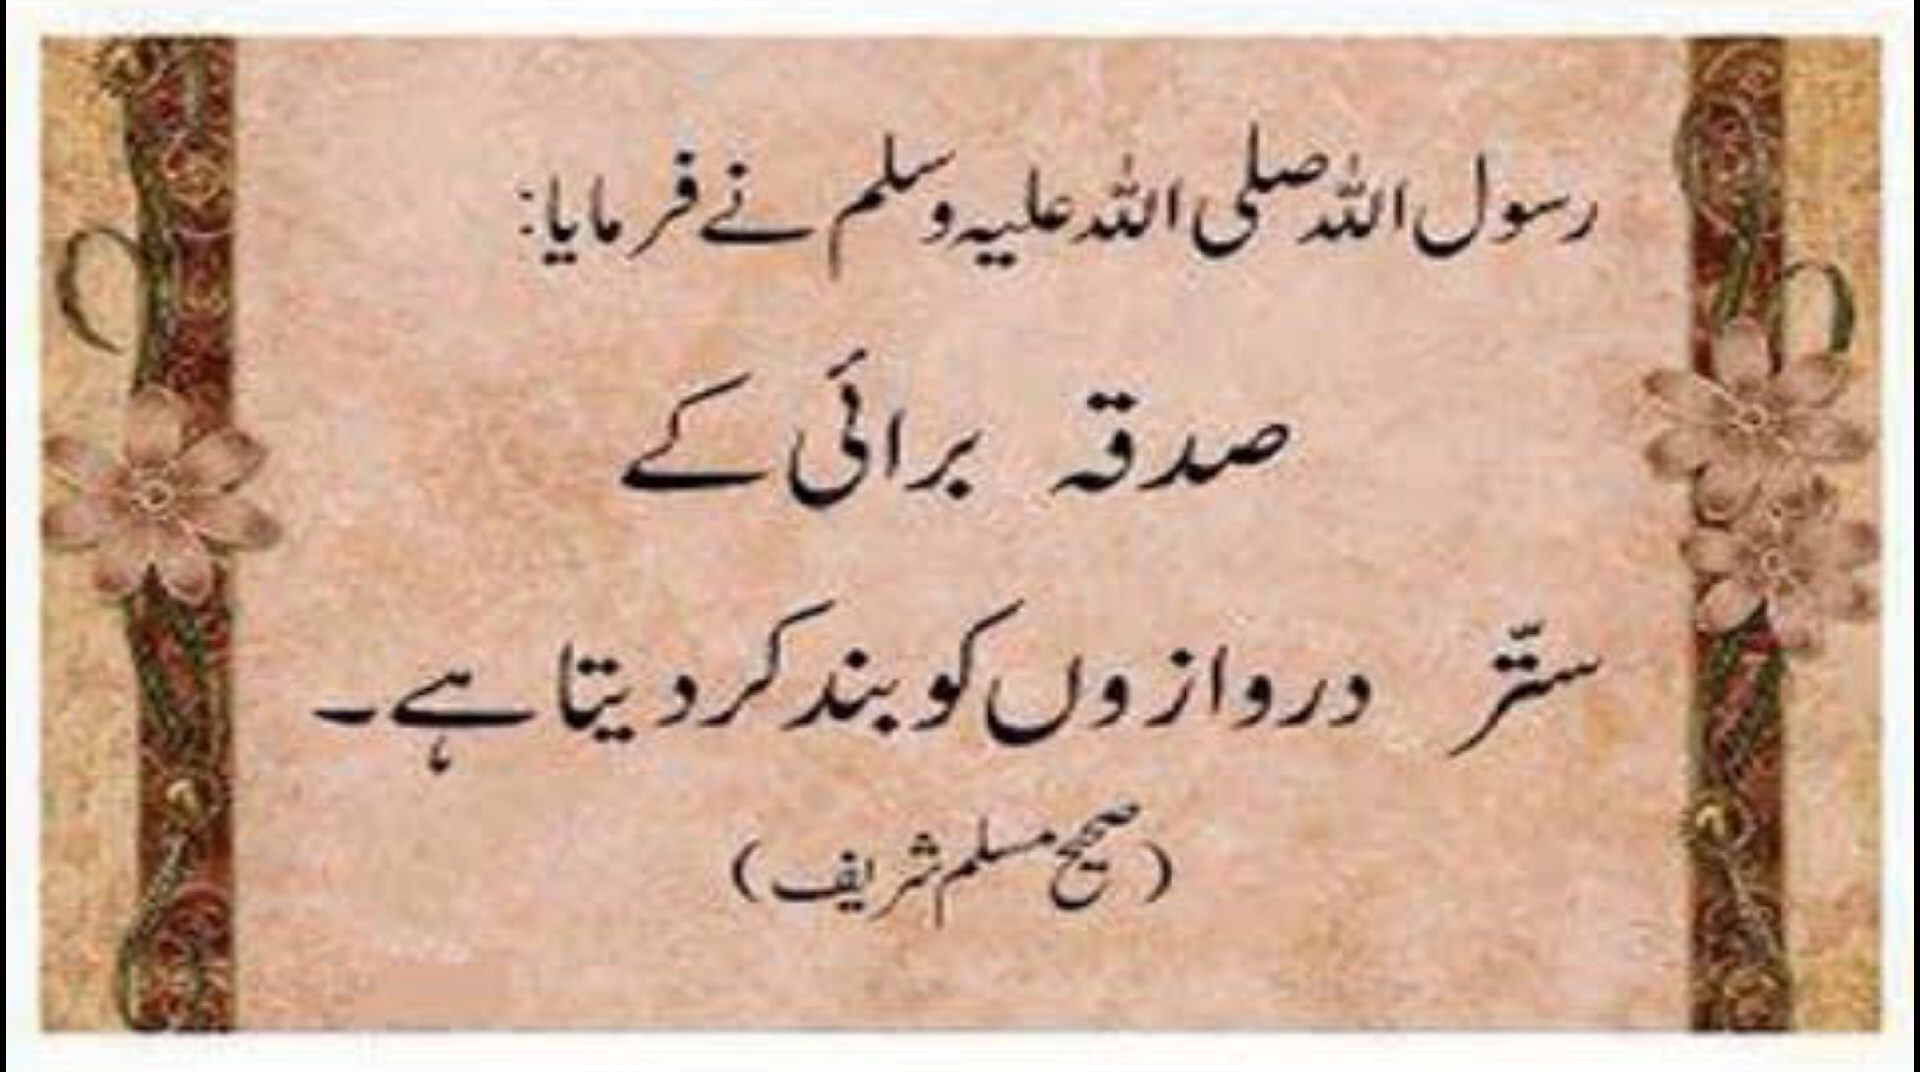 رسول اللہ صلی اللہ علیہ وسلم نے فرمایا:
صدقہ برائی کے
ستّر دروازوں کو بند کر دیتا ہے۔
(صحیح مسلم شریف)